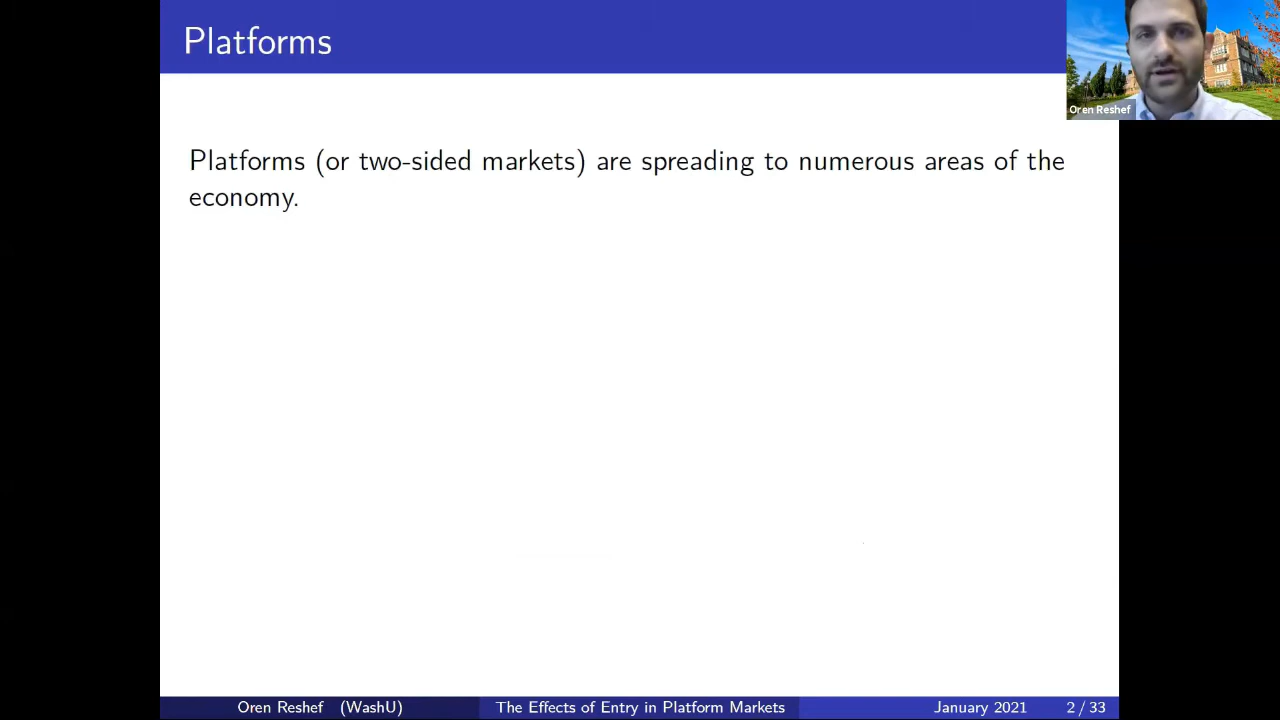 Platforms
Oren Reshef
Platforms (or two-sided markets) are spreading to numerous areas of the
economy.
Oren Reshef (WashU) The Effects of Entry in Platform Markets January 2021 2 / 33